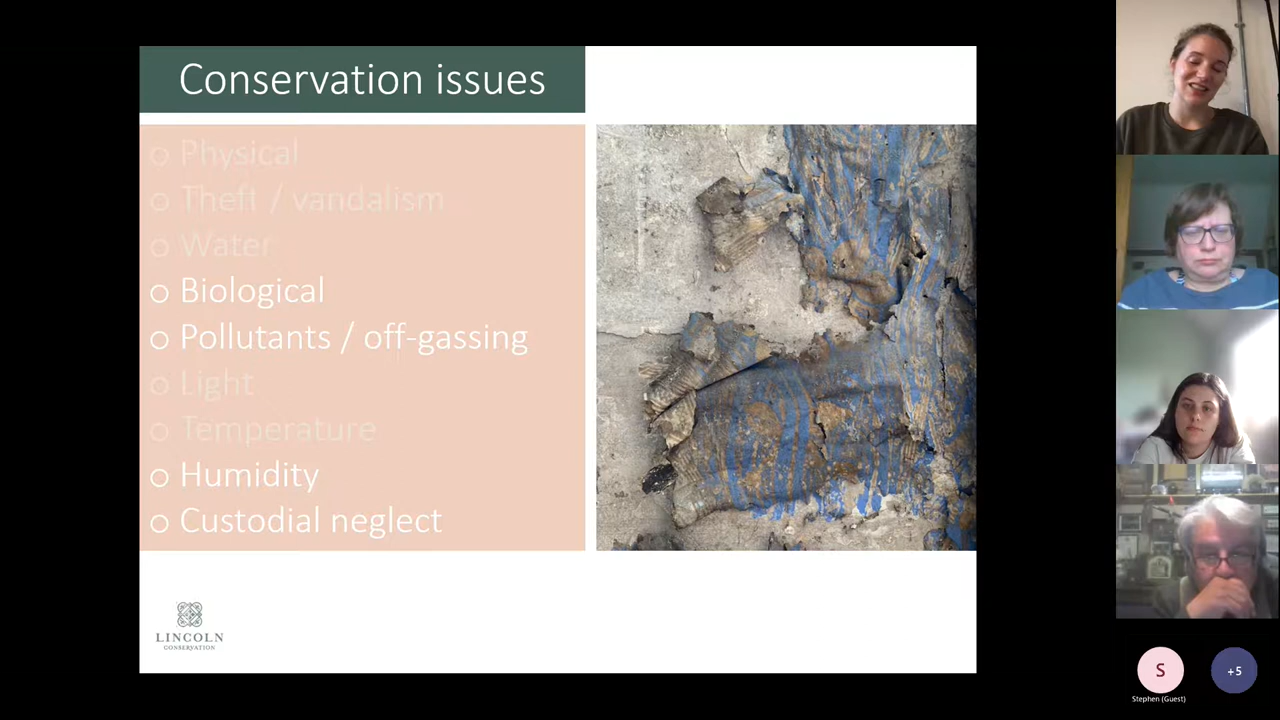 Conservation issues
○ Physical
○ Theft / vandalism
○ Water
○ Biological
○ Pollutants / off-gassing
○ Light
○ Temperature
○ Humidity
○ Custodial neglect
LINCOLN
CONSERVATION
S
+5
Stephen (Guest)